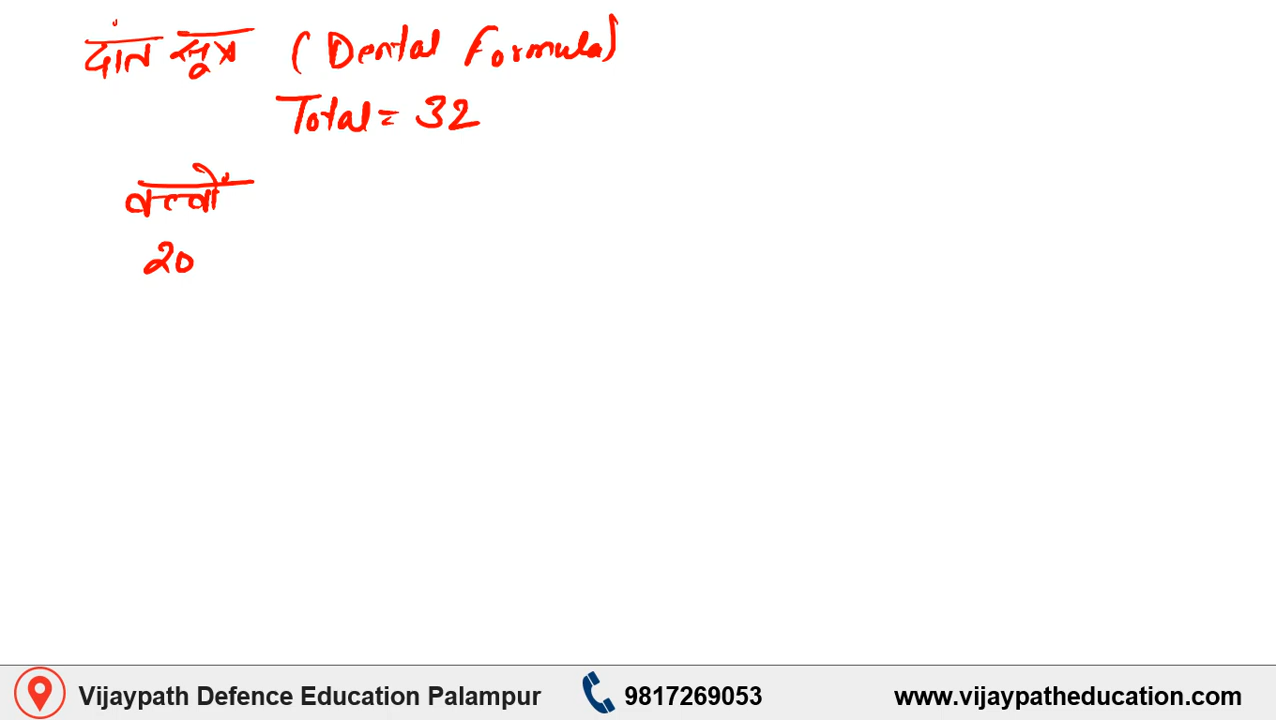 दांत सूत्र (Dental Formula)
Total = 32
बच्चों
20
Vijaypath Defence Education Palampur 9817269053 www.vijaypatheducation.com